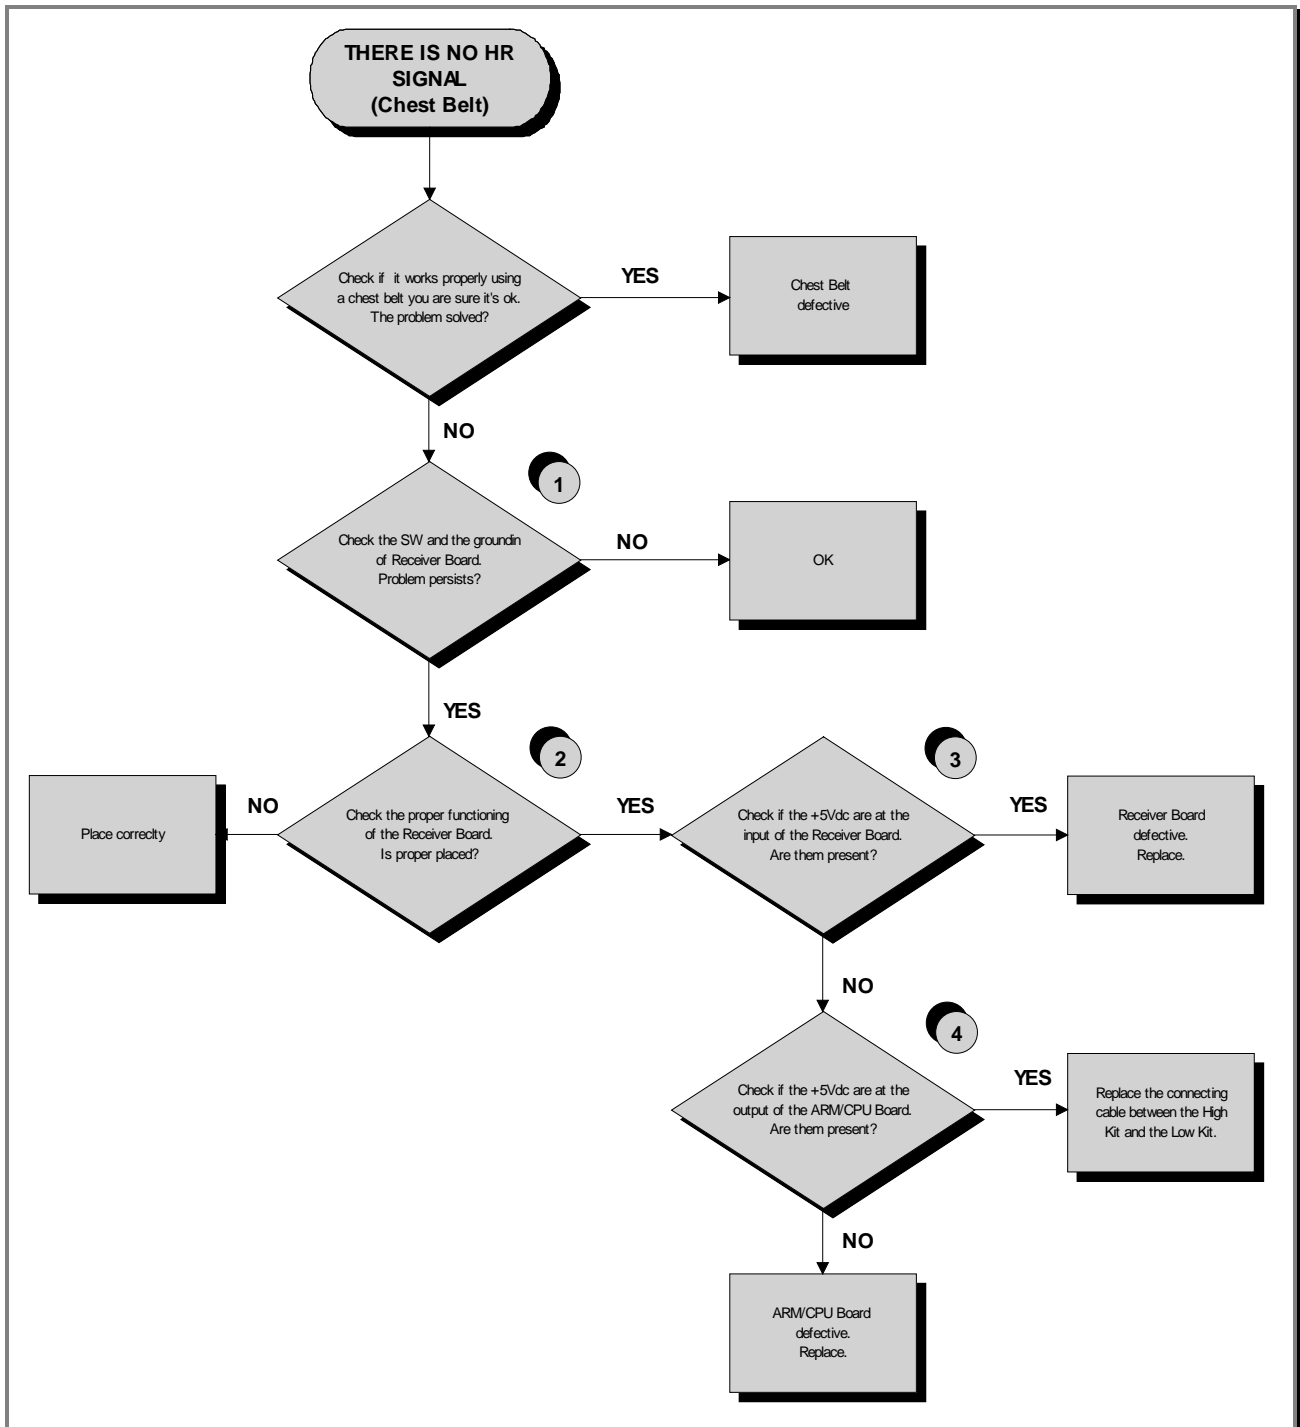 THERE IS NO HR
SIGNAL
(Chest Belt)
Check if it works properly using
a chest belt you are sure it's ok.
The problem solved?
YES
Chest Belt
defective
NO
1
Check the SW and the groundin
of Receiver Board.
Problem persists?
NO
OK
YES
2
3
Place correclty
NO
Check the proper functioning
of the Receiver Board.
Is proper placed?
YES
Check if the +5Vdc are at the
input of the Receiver Board.
Are them present?
YES
Receiver Board
defective.
Replace.
NO
4
Check if the +5Vdc are at the
output of the ARM/CPU Board.
Are them present?
YES
Replace the connecting
cable between the High
Kit and the Low Kit.
NO
ARM/CPU Board
defective.
Replace.